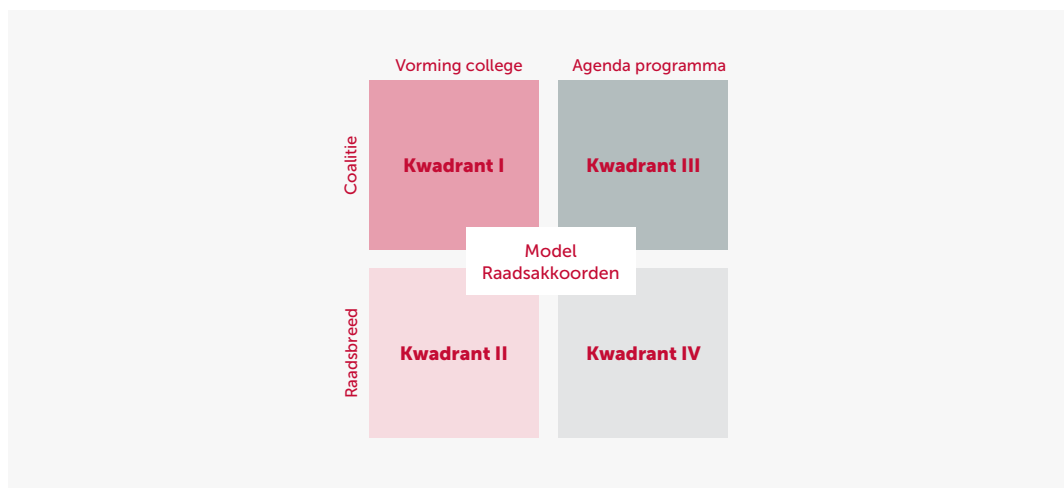 Vorming college
Agenda programma
Coalitie
Kwadrant I
Kwadrant III
Model
Raadsakkoorden
Raadsbreed
Kwadrant II
Kwadrant IV